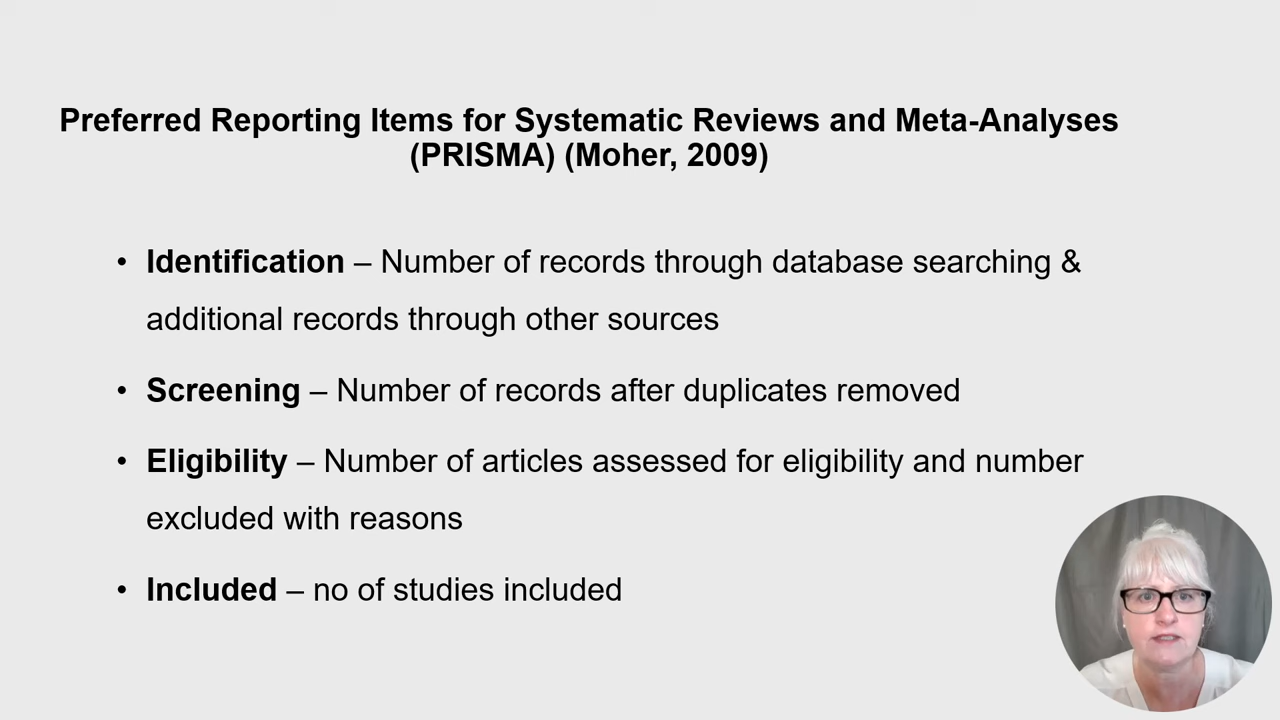 Preferred Reporting Items for Systematic Reviews and Meta-Analyses
(PRISMA) (Moher, 2009)
• Identification – Number of records through database searching &
additional records through other sources
• Screening – Number of records after duplicates removed
• Eligibility – Number of articles assessed for eligibility and number
excluded with reasons
• Included – no of studies included